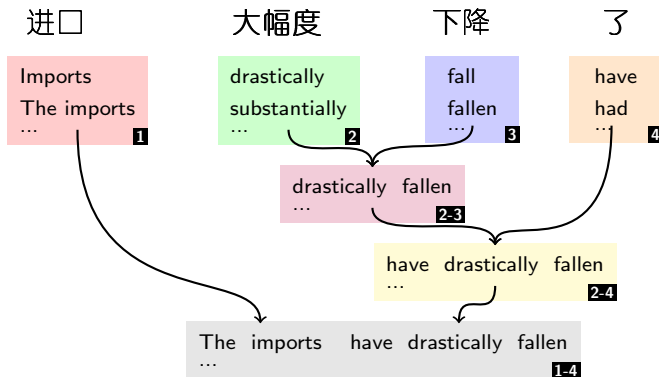 进口 大幅度 下降 了
Imports
The imports
...
1
drastically
substantially
...
2
fall
fallen
...
3
have
had
...
4
drastically fallen
...
2-3
have drastically fallen
...
2-4
The imports have drastically fallen
...
1-4